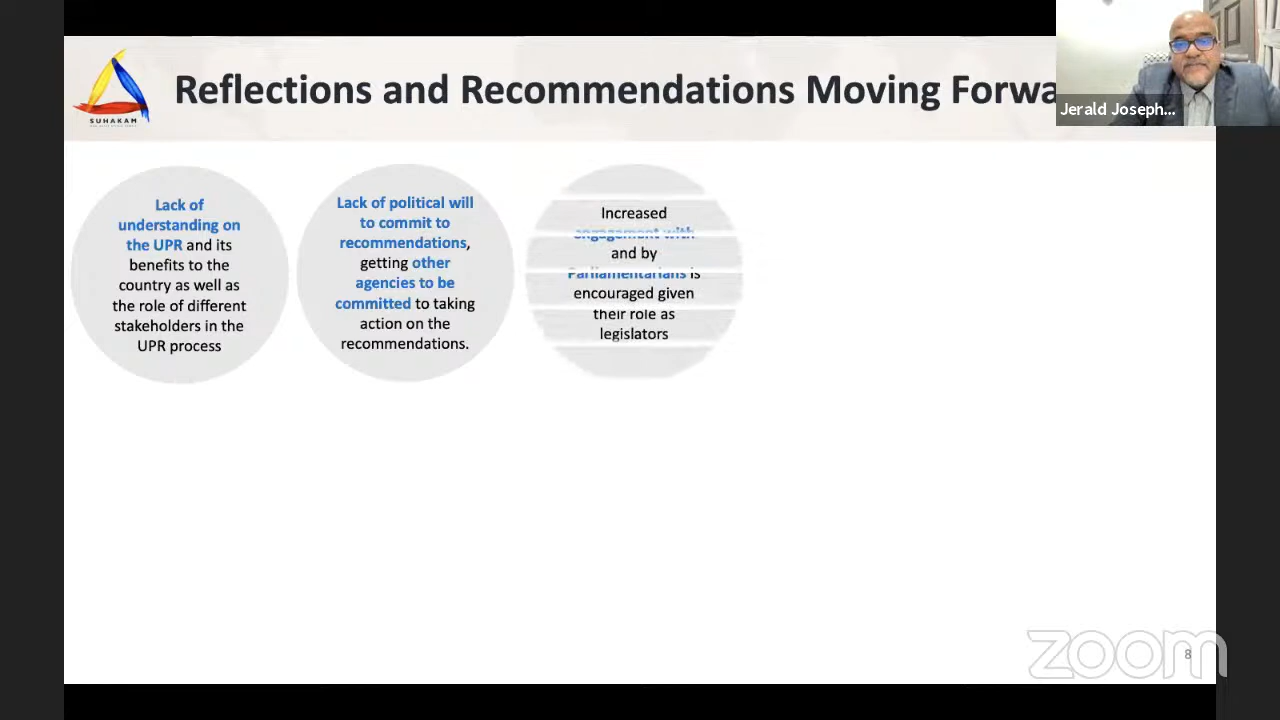 Reflections and Recommendations Moving Forwa
Jerald Joseph...
SUHAKAM
Lack of
understanding on
the UPR and its
benefits to the
country as well as
the role of different
stakeholders in the
UPR process
Lack of political will
to commit to
recommendations,
getting other
agencies to be
committed to taking
action on the
recommendations.
Increased
engagement with
and by
Parliamentarians is
encouraged given
their role as
legislators
zoom
8